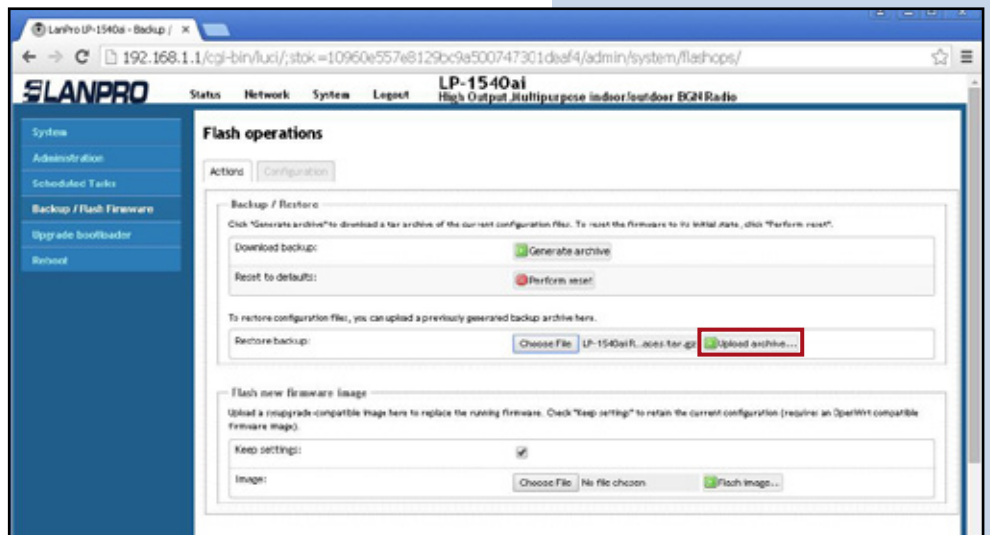 LanPro LP-1540ai - Backup / ×
192.168.1.1/cgi-bin/luci/;stok=10960e557e8129bc9a500747301deaf4/admin/system/flashops/
LANPRO
Status Network System Logout
LP-1540ai
High Output Multipurpose indoor/outdoor BGN Radio
System
Administration
Scheduled Tasks
Backup / Flash Firmware
Upgrade bootloader
Reboot
Flash operations
Actions Configuration
Backup / Restore
Click "Generate archive" to download a tar archive of the current configuration files. To reset the firmware to its initial state, click "Perform reset".
Download backup: Generate archive
Reset to defaults: Perform reset
To restore configuration files, you can upload a previously generated backup archive here.
Restore backup: Choose File LP-1540ai R...aces.tar.gz Upload archive...
Flash new firmware image
Upload a sysupgrade-compatible image here to replace the running firmware. Check "Keep settings" to retain the current configuration (requires an OpenWrt compatible
firmware image).
Keep settings:
Image: Choose File No file chosen Flash image...